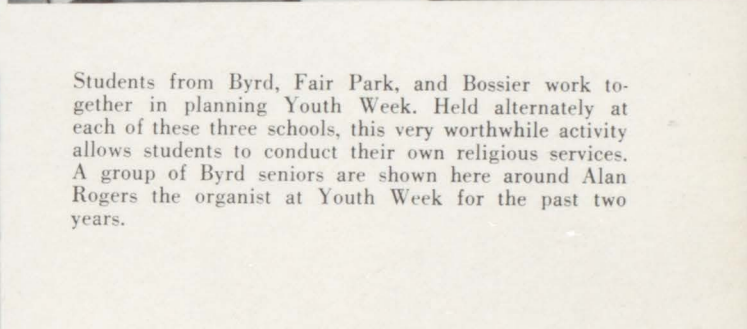 Students from Byrd, Fair Park, and Bossier work to-
gether in planning Youth Week. Held alternately at
each of these three schools, this very worthwhile activity
allows students to conduct their own religious services.
A group of Byrd seniors are shown here around Alan
Rogers the organist at Youth Week for the past two
years.